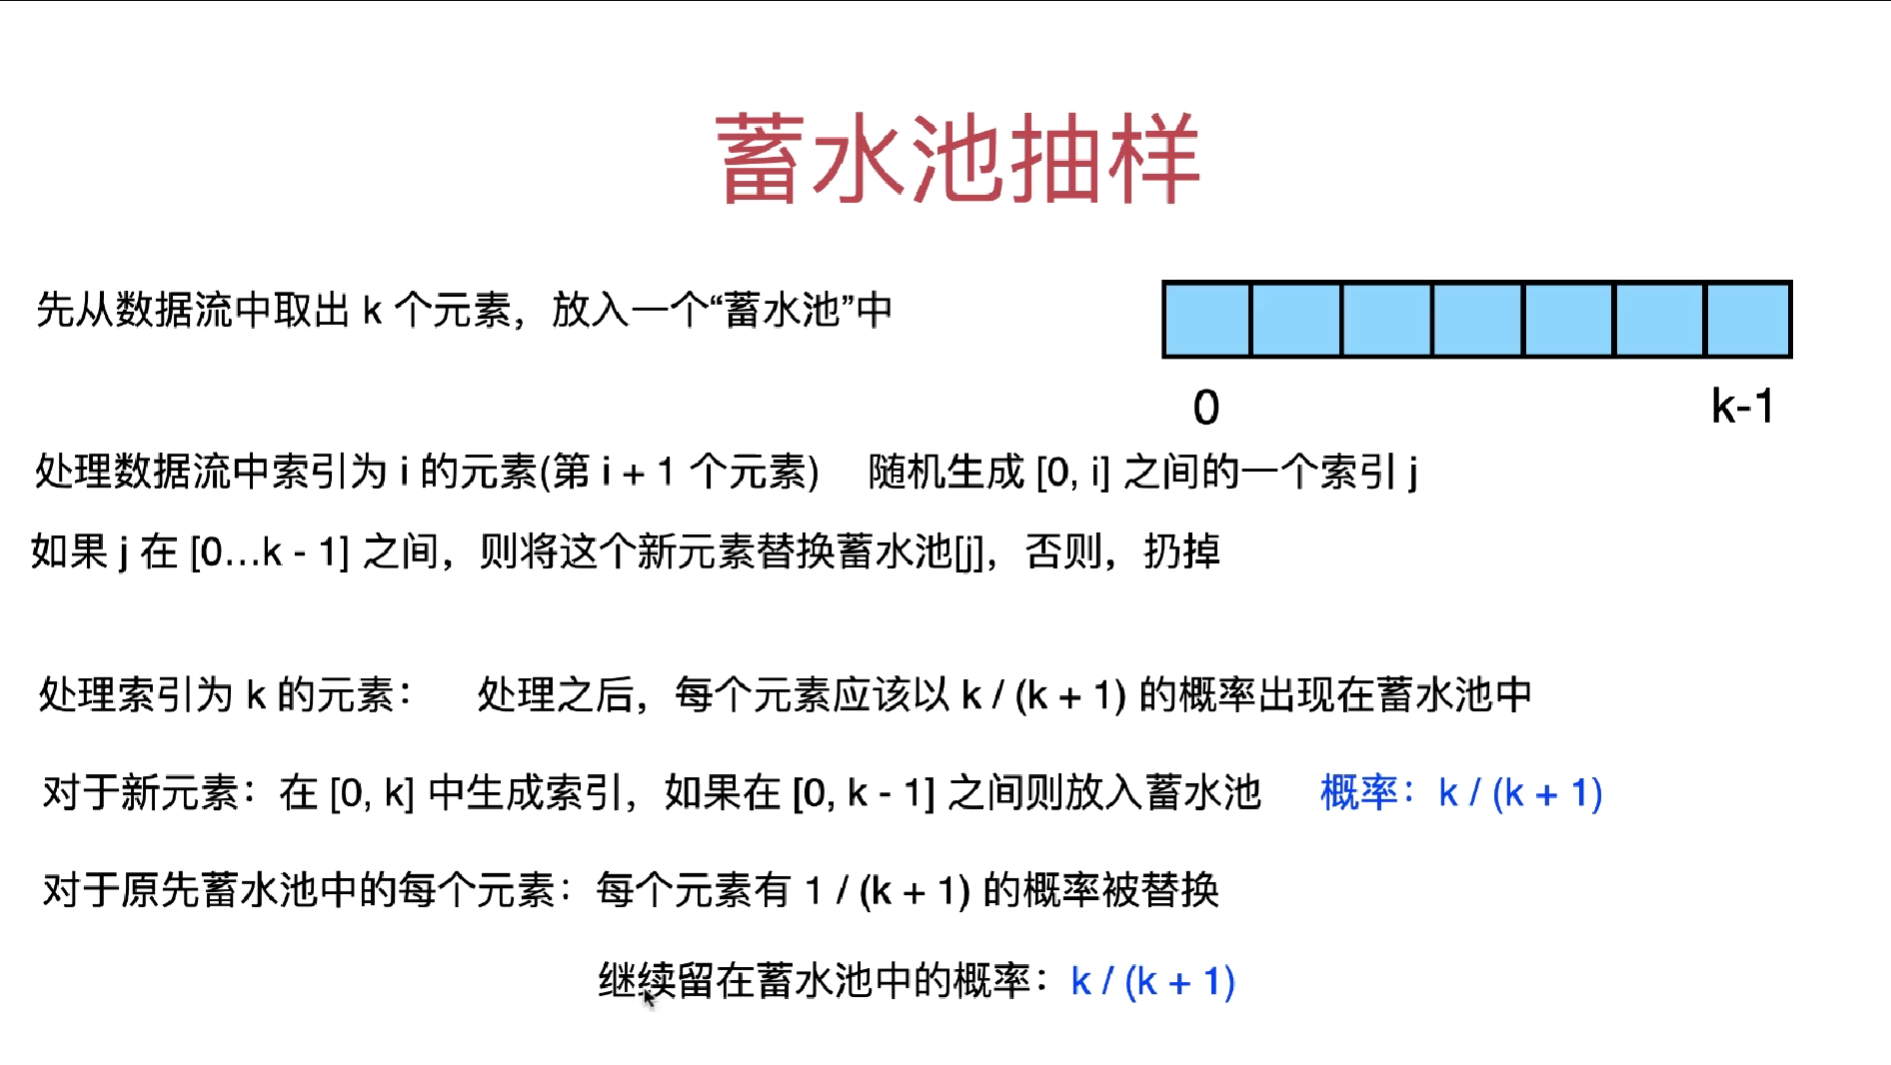 蓄水池抽样
先从数据流中取出 k 个元素，放入一个“蓄水池”中
0 k-1
处理数据流中索引为 i 的元素(第 i + 1 个元素) 随机生成 [0, i] 之间的一个索引 j
如果 j 在 [0...k - 1] 之间，则将这个新元素替换蓄水池[j]，否则，扔掉
处理索引为 k 的元素： 处理之后，每个元素应该以 k / (k + 1) 的概率出现在蓄水池中
对于新元素：在 [0, k] 中生成索引，如果在 [0, k - 1] 之间则放入蓄水池 概率：k / (k + 1)
对于原先蓄水池中的每个元素：每个元素有 1 / (k + 1) 的概率被替换
继续留在蓄水池中的概率：k / (k + 1)